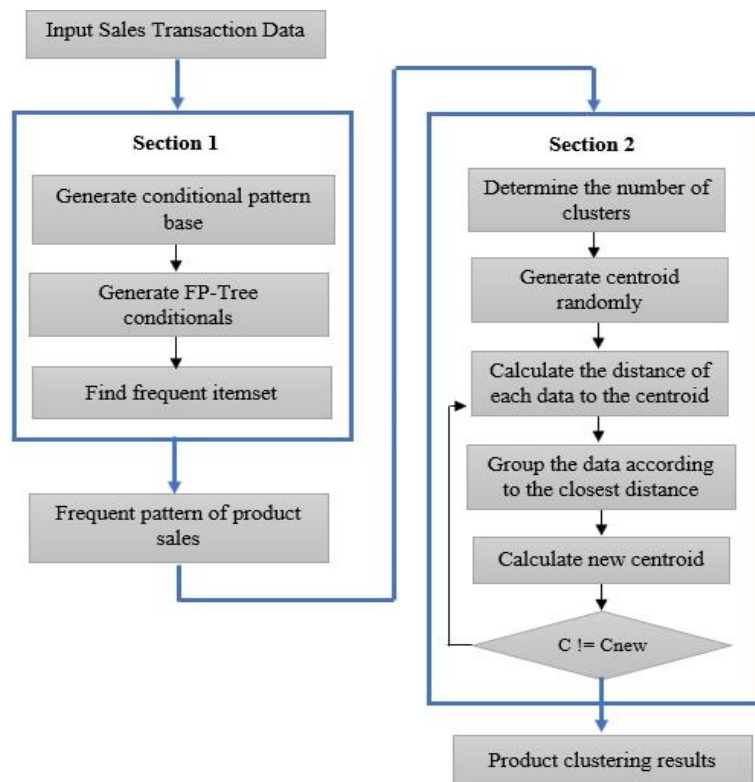 Input Sales Transaction Data
Section 1
Generate conditional pattern
base
Generate FP-Tree
conditionals
Find frequent itemset
Frequent pattern of product
sales
Section 2
Determine the number of
clusters
Generate centroid
randomly
Calculate the distance of
each data to the centroid
Group the data according
to the closest distance
Calculate new centroid
C != Cnew
Product clustering results